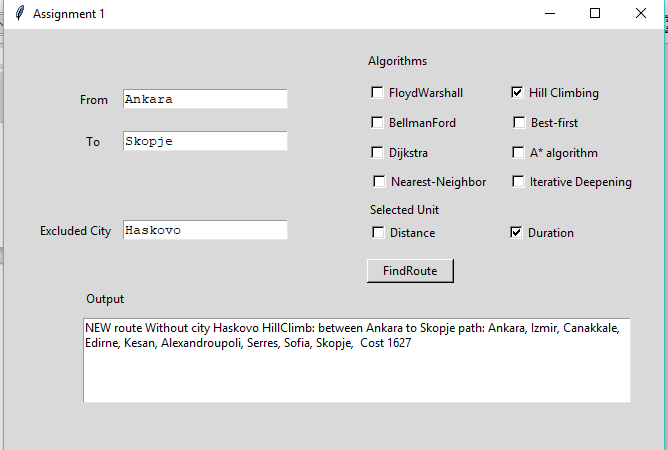 Assignment 1
Algorithms
From Ankara
FloydWarshall Hill Climbing
BellmanFord Best-first
To Skopje
Dijkstra A* algorithm
Nearest-Neighbor Iterative Deepening
Selected Unit
Excluded City Haskovo
Distance Duration
FindRoute
Output
NEW route Without city Haskovo HillClimb: between Ankara to Skopje path: Ankara, Izmir, Canakkale,
Edirne, Kesan, Alexandroupoli, Serres, Sofia, Skopje,  Cost 1627